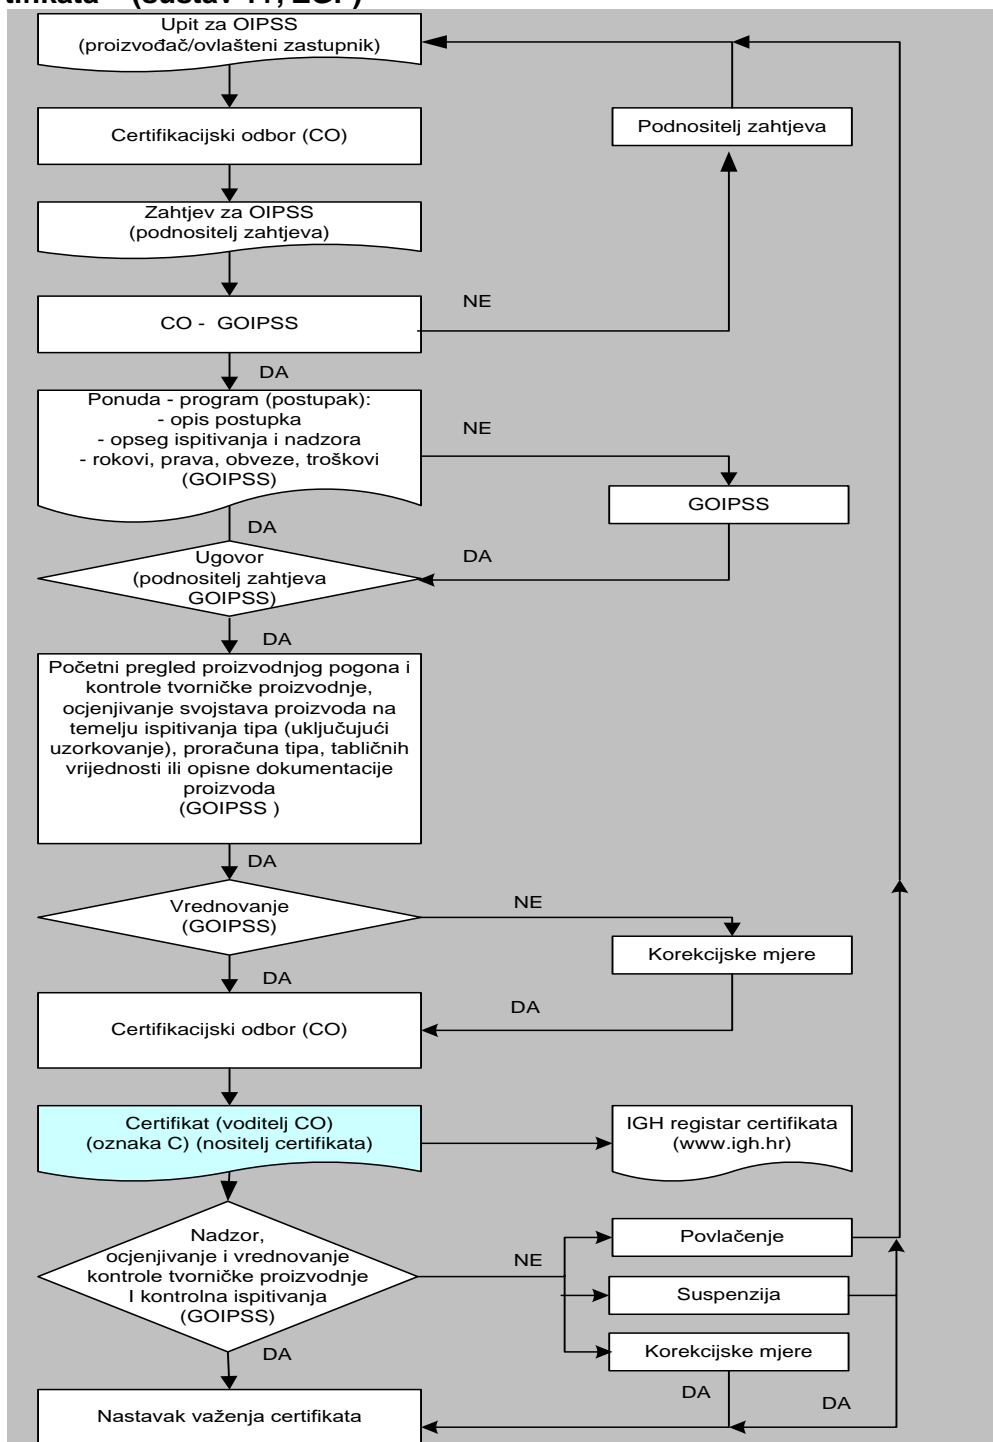 Upit za OIPSS
(proizvođač/ovlašteni zastupnik)
Certifikacijski odbor (CO)
Podnositelj zahtjeva
Zahtjev za OIPSS
(podnositelj zahtjeva)
NE
CO - GOIPSS
DA
Ponuda - program (postupak):
- opis postupka
- opseg ispitivanja i nadzora
- rokovi, prava, obveze, troškovi
(GOIPSS)
NE
GOIPSS
DA
Ugovor
(podnositelj zahtjeva
GOIPSS)
DA
DA
Početni pregled proizvodnjog pogona i
kontrole tvorničke proizvodnje,
ocjenjivanje svojstava proizvoda na
temelju ispitivanja tipa (uključujući
uzorkovanje), proračuna tipa, tabličnih
vrijednosti ili opisne dokumentacije
proizvoda
(GOIPSS )
DA
Vrednovanje
(GOIPSS)
NE
Korekcijske mjere
DA
DA
Certifikacijski odbor (CO)
Certifikat (voditelj CO)
(oznaka C) (nositelj certifikata)
IGH registar certifikata
(www.igh.hr)
Nadzor,
ocjenjivanje i vrednovanje
kontrole tvorničke proizvodnje
I kontrolna ispitivanja
(GOIPSS)
NE
Povlačenje
Suspenzija
Korekcijske mjere
DA
DA
DA
Nastavak važenja certifikata